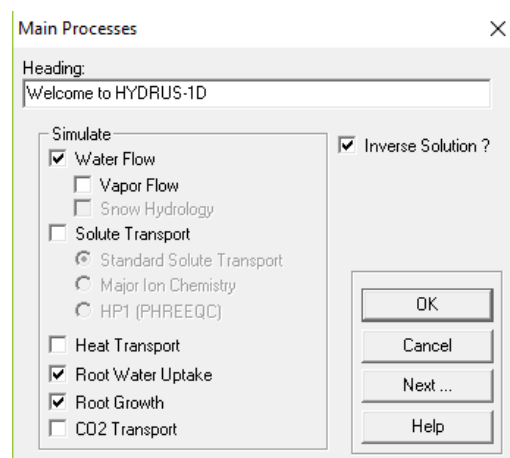 Main Processes
Heading:
Welcome to HYDRUS-1D
Simulate
Water Flow
Vapor Flow
Snow Hydrology
Solute Transport
Standard Solute Transport
Major Ion Chemistry
HP1 (PHREEQC)
Heat Transport
Root Water Uptake
Root Growth
CO2 Transport
Inverse Solution ?
OK
Cancel
Next ...
Help